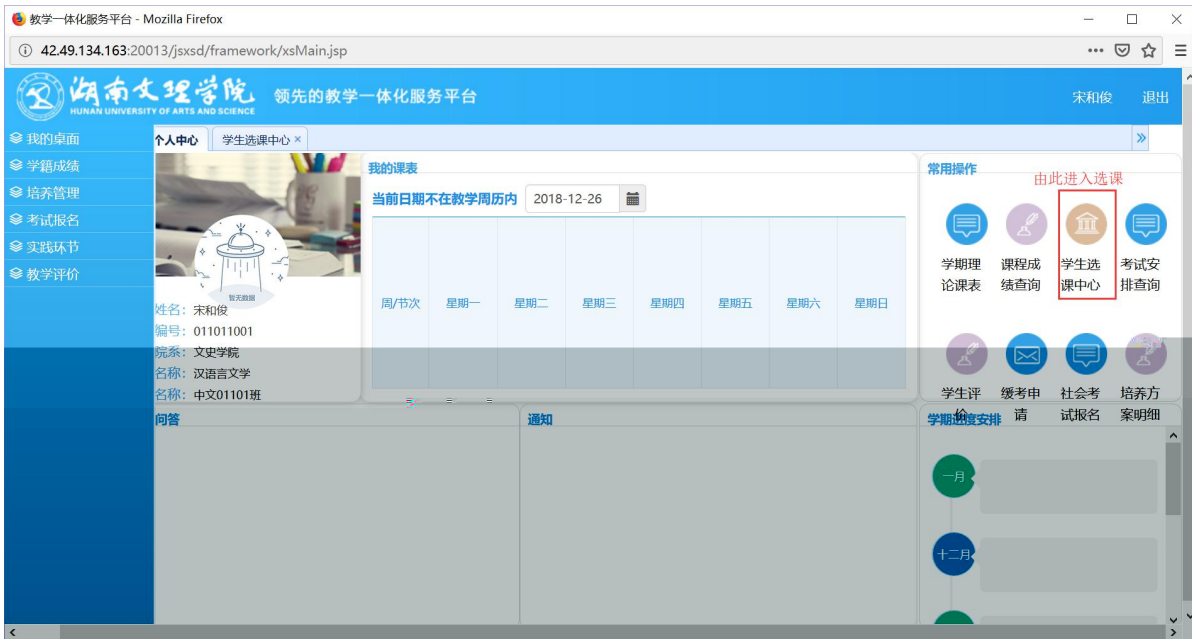 教学一体化服务平台 - Mozilla Firefox
42.49.134.163:20013/jsxsd/framework/xsMain.jsp
湖南文理学院
HUNAN UNIVERSITY OF ARTS AND SCIENCE
领先的教学一体化服务平台
宋和俊 退出
我的桌面
学籍成绩
培养管理
考试报名
实践环节
教学评价
个人中心 学生选课中心 ×
暂无数据
姓名：宋和俊
编号：011011001
院系：文史学院
名称：汉语言文学
名称：中文01101班
我的课表
当前日期不在教学周历内 2018-12-26
周/节次 星期一 星期二 星期三 星期四 星期五 星期六 星期日
常用操作
由此进入选课
学期理论课表
课程成绩查询
学生选课中心
考试安排查询
学生评价
缓考申请
社会考试报名
培养方案明细
问答
通知
学期进度安排
一月
十二月